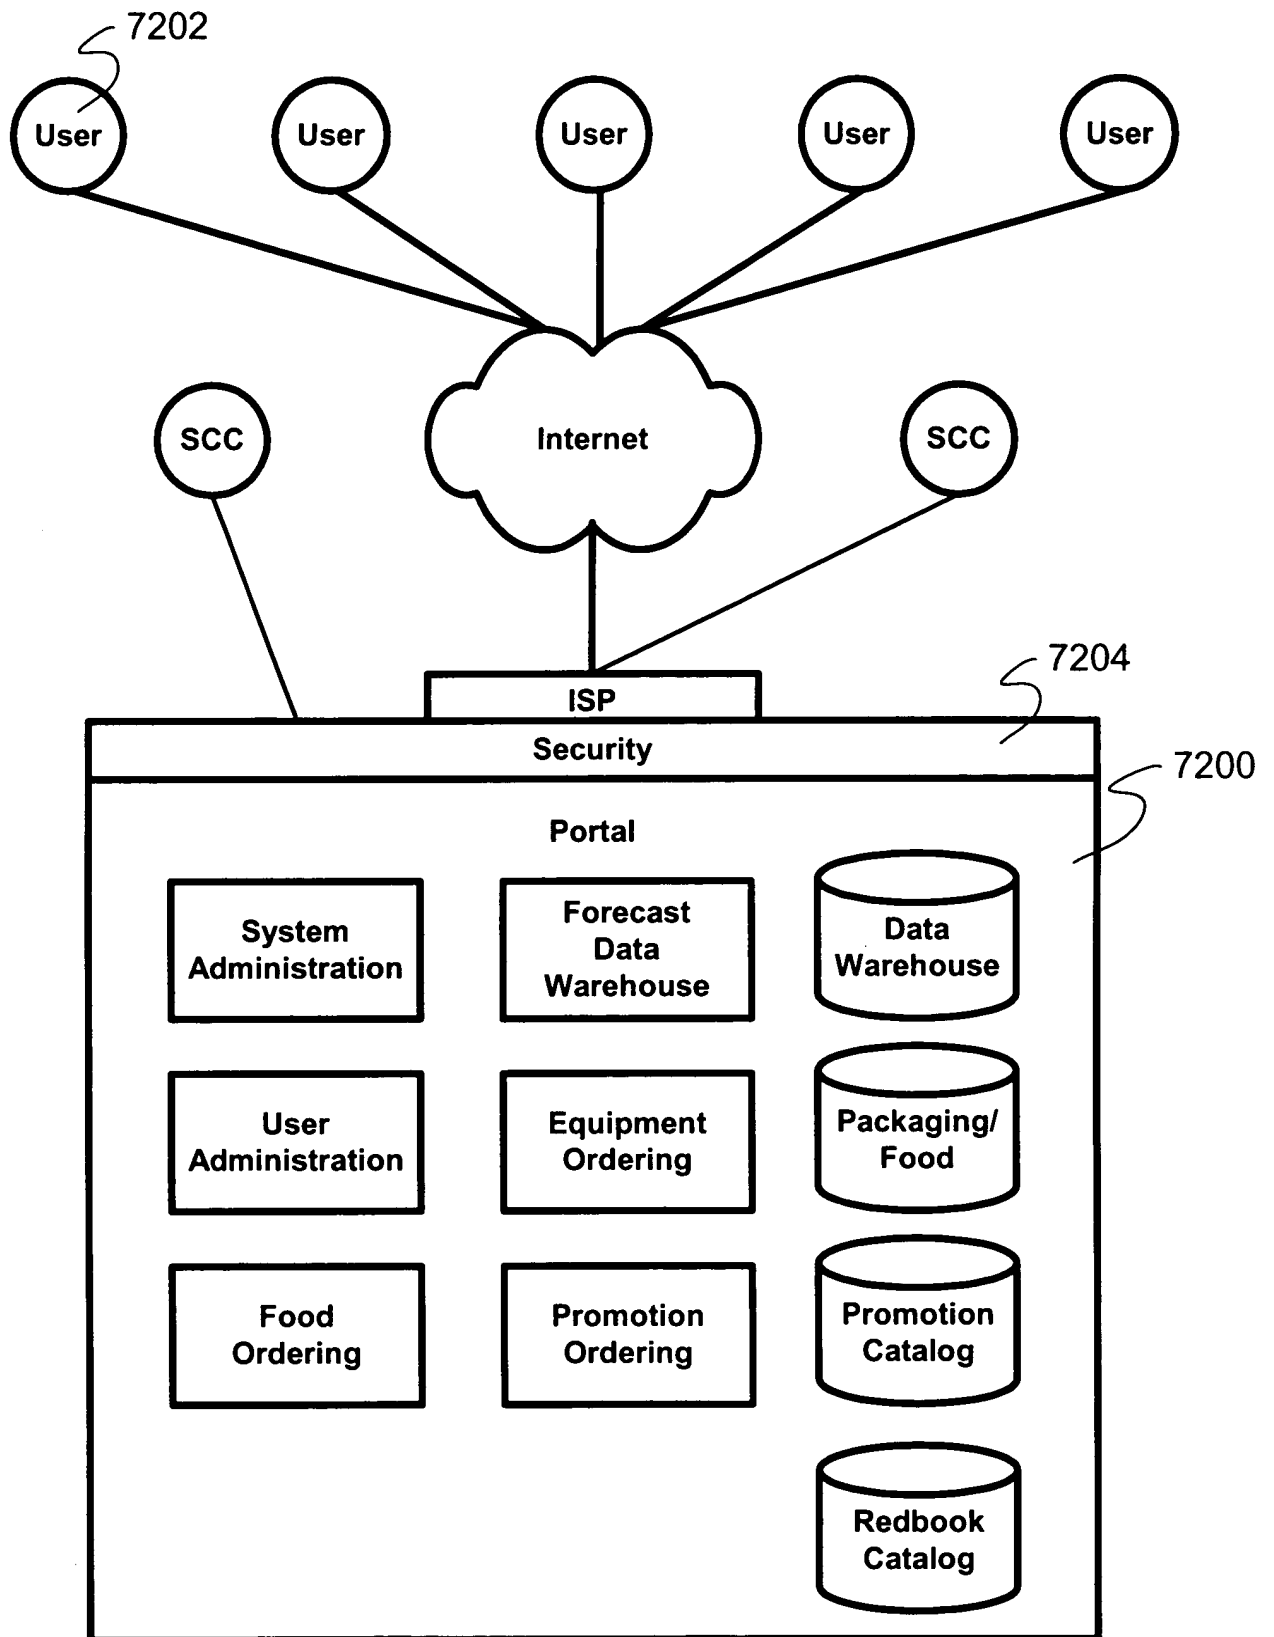 7202
User
User
User
User
User
SCC
Internet
SCC
7204
ISP
Security
7200
Portal
System
Administration
Forecast
Data
Warehouse
Data
Warehouse
User
Administration
Equipment
Ordering
Packaging/
Food
Food
Ordering
Promotion
Ordering
Promotion
Catalog
Redbook
Catalog